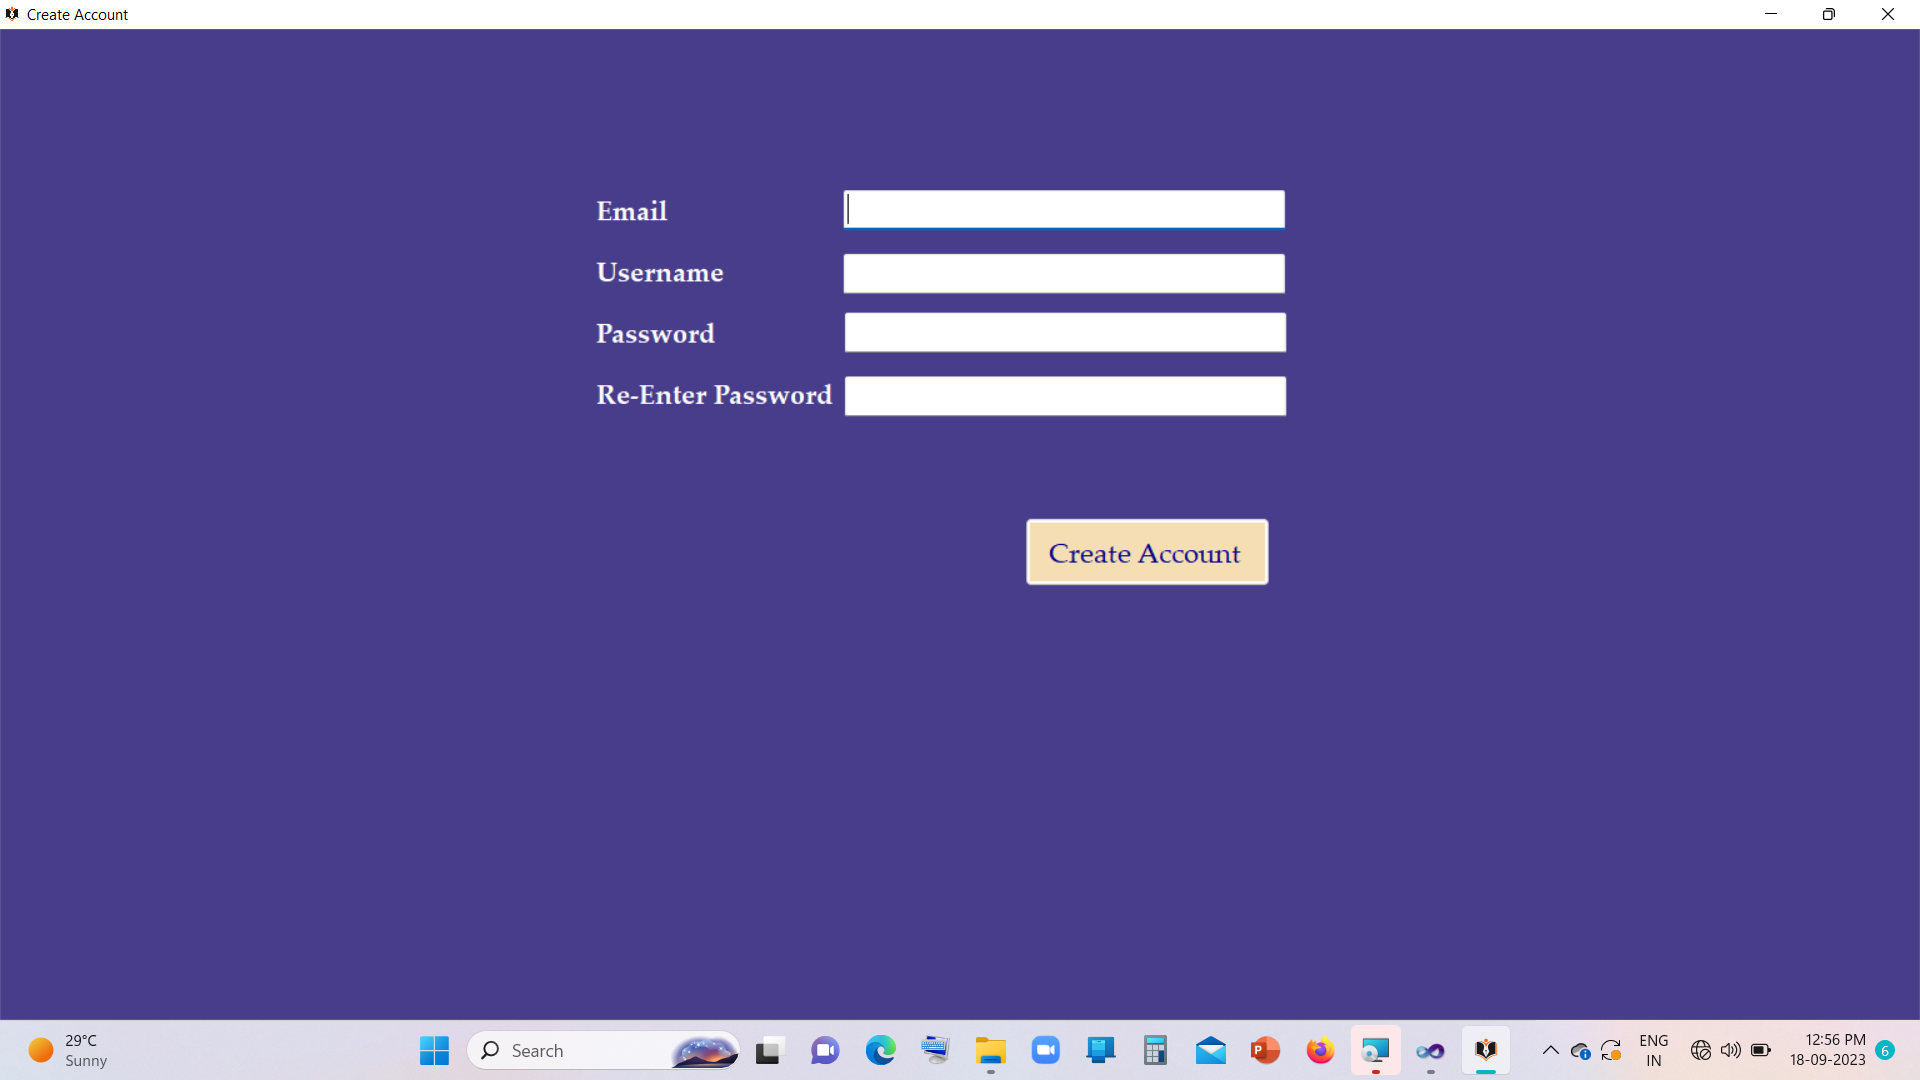 Create Account
Email
Username
Password
Re-Enter Password
Create Account
29°C
Sunny
Search
ENG
IN
12:56 PM
18-09-2023
6